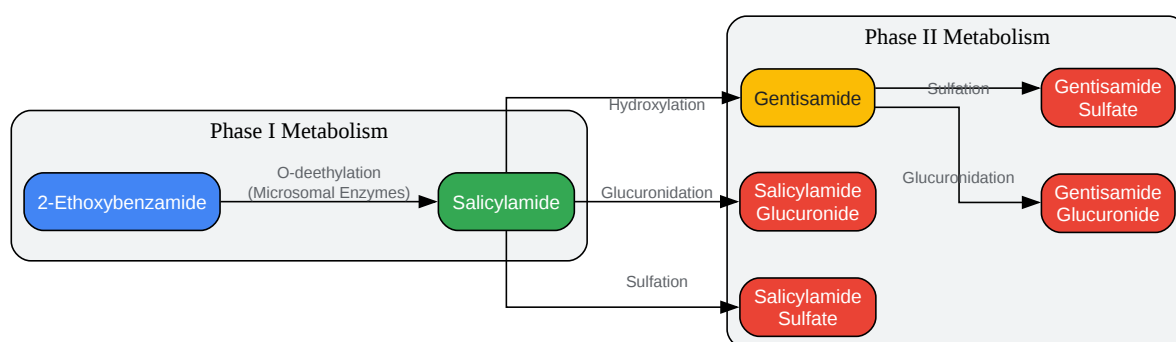 Phase II Metabolism
Gentisamide
Sulfation
Gentisamide
Sulfate
Hydroxylation
Phase I Metabolism
2-Ethoxybenzamide
O-deethylation
(Microsomal Enzymes)
Salicylamide
Glucuronidation
Salicylamide
Glucuronide
Glucuronidation
Gentisamide
Glucuronide
Sulfation
Salicylamide
Sulfate